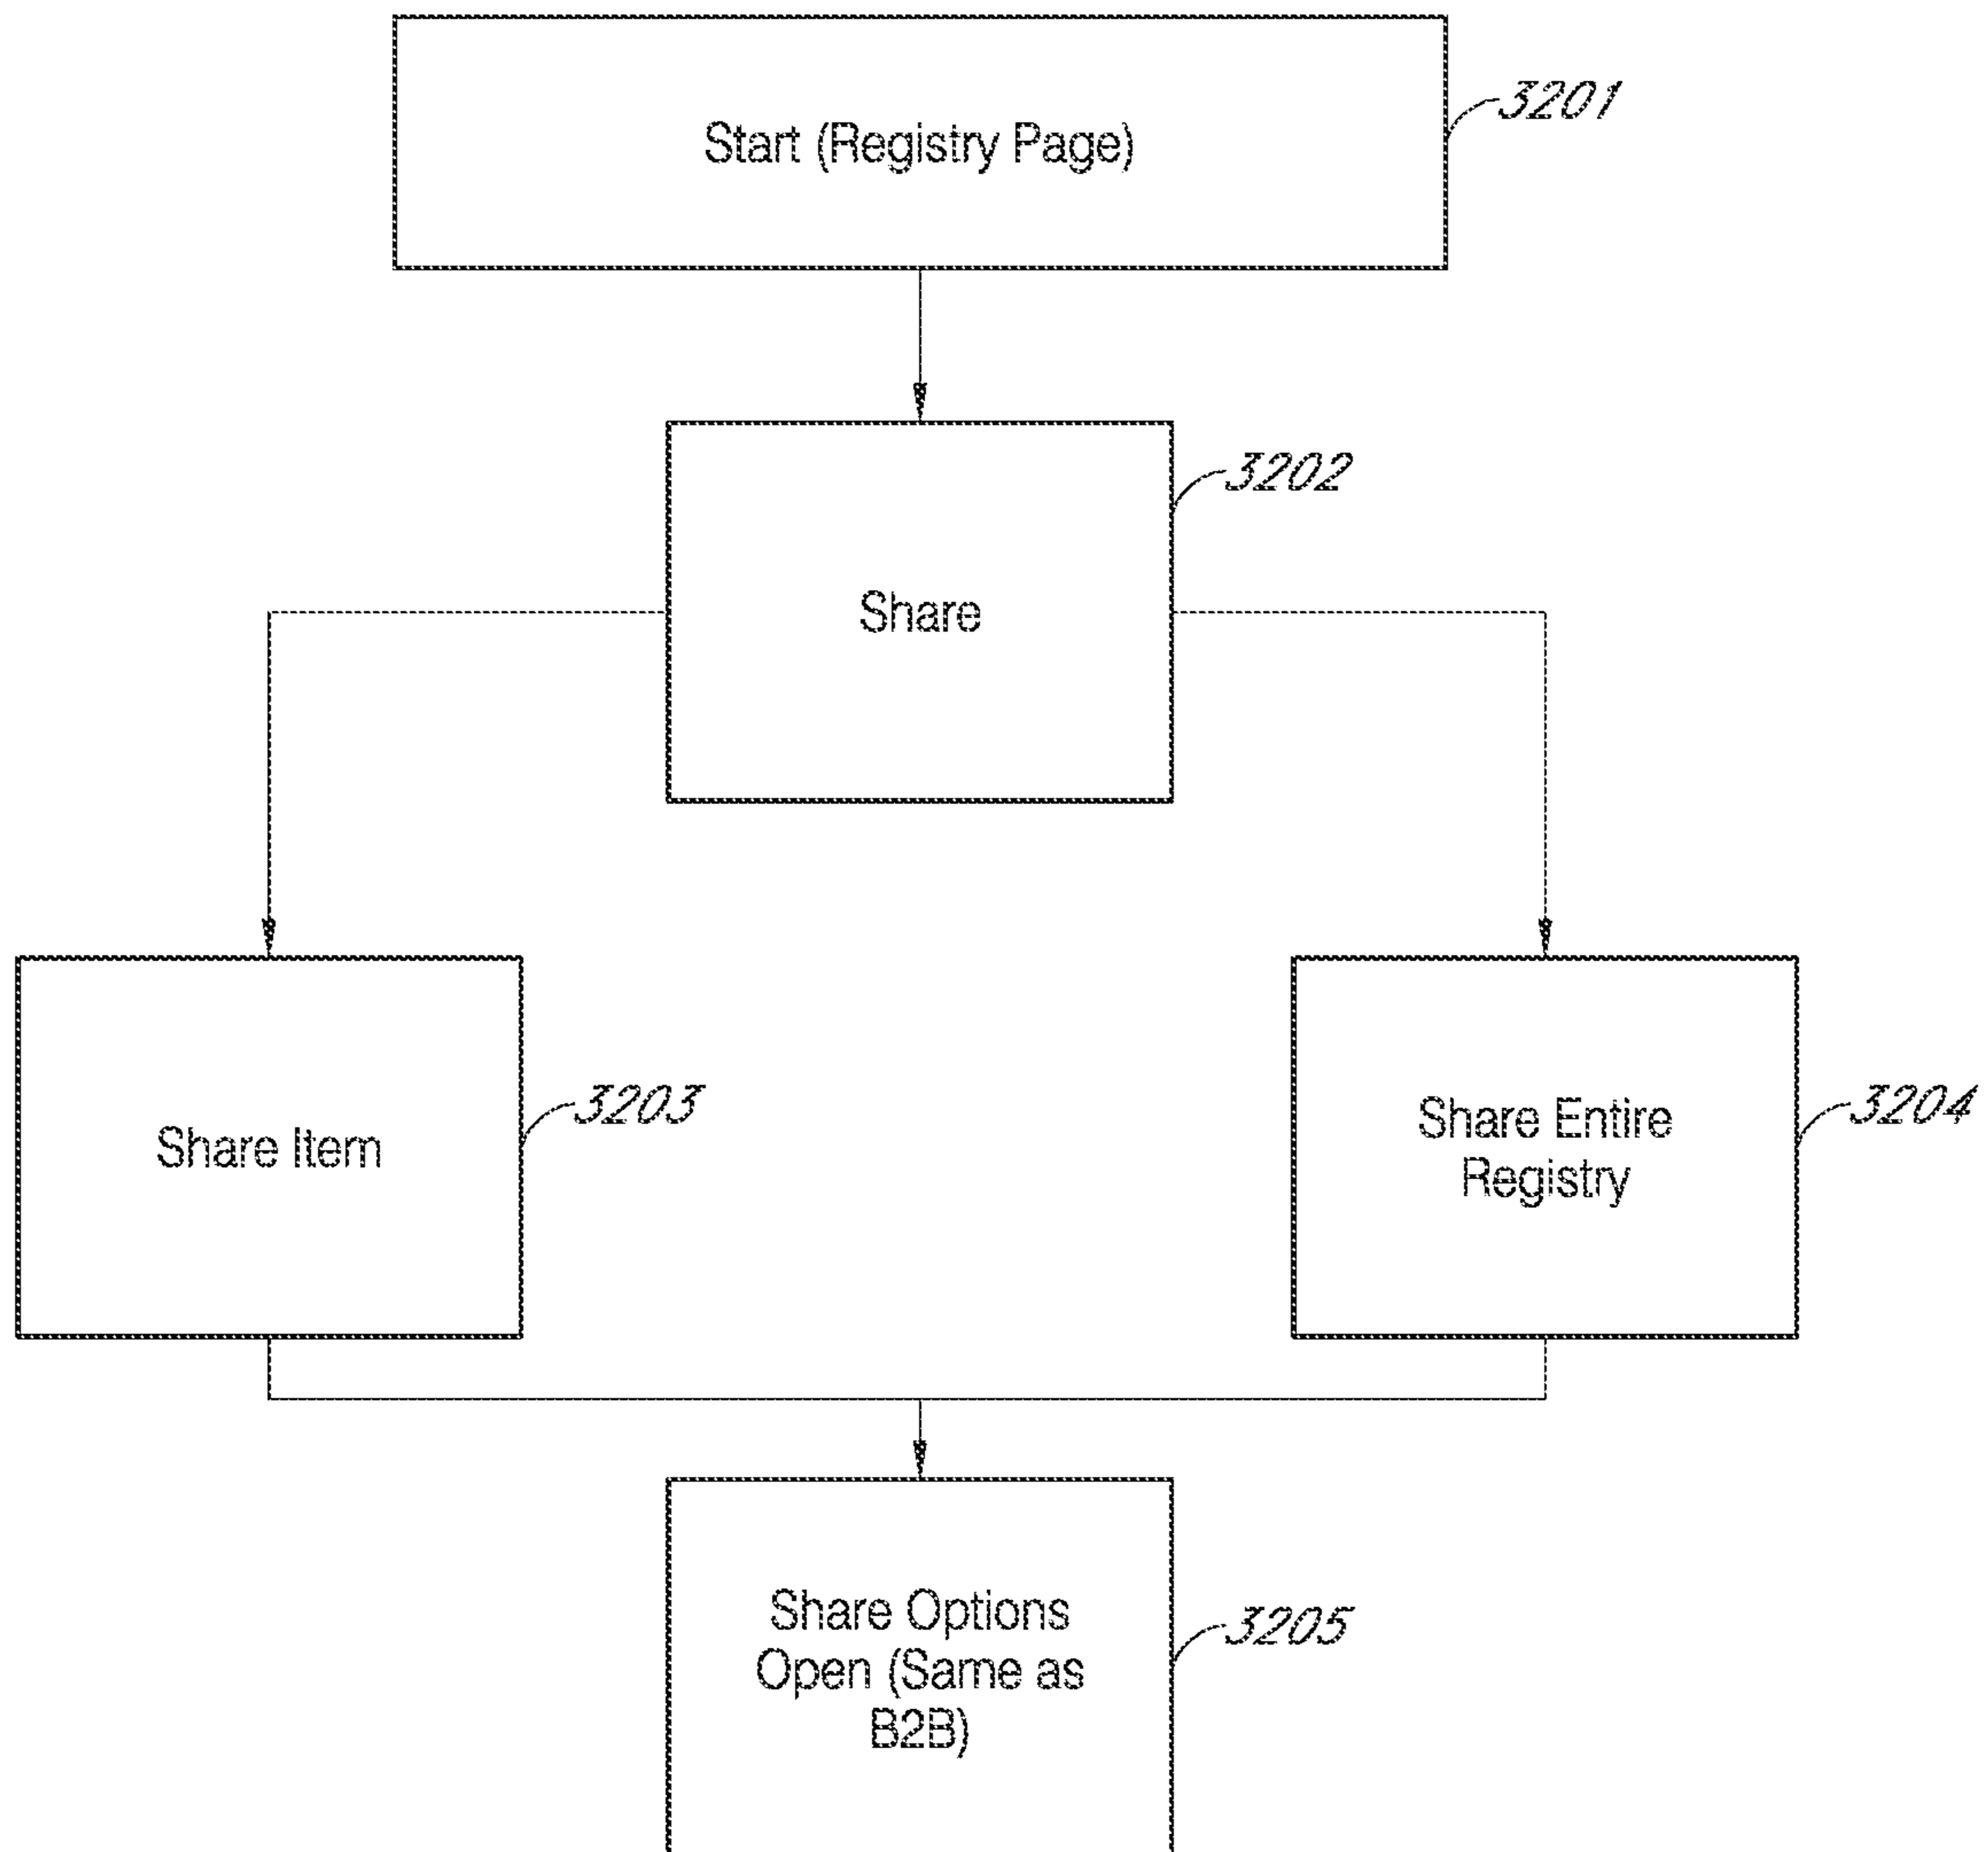 Start (Registry Page)
3201
Share
3202
Share Item
3203
Share Entire
Registry
3204
Share Options
Open (Same as
B2B)
3205